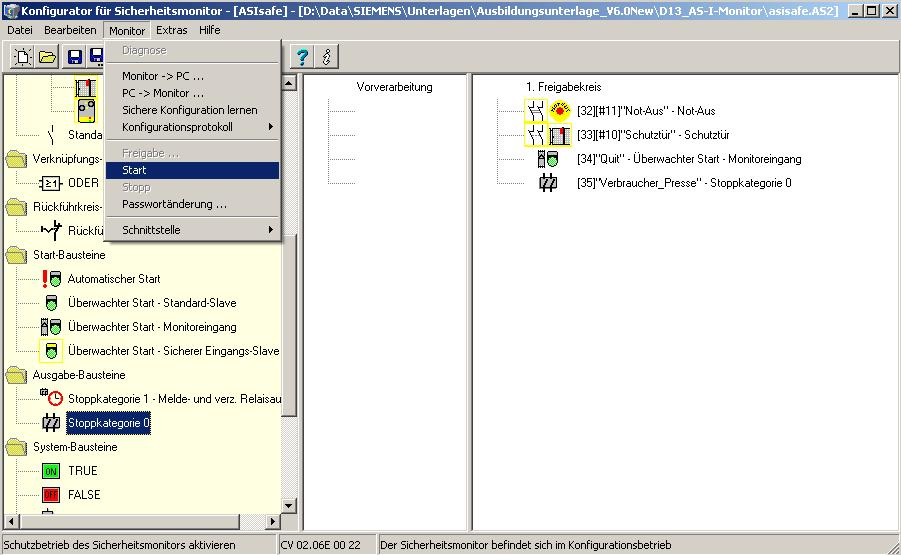 Konfigurator für Sicherheitsmonitor - [ASIsafe] - [D:\Data\SIEMENS\Unterlagen\Ausbildungsunterlage_V6.0New\D13_AS-I-Monitor\asisafe.AS2]
Datei Bearbeiten Monitor Extras Hilfe
Diagnose
Monitor -> PC ...
PC -> Monitor ...
Sichere Konfiguration lernen
Konfigurationsprotokoll
Freigabe ...
Start
Stopp
Passwortänderung ...
Schnittstelle
Standa
Verknüpfungs-
≥1 ODER
Rückführkreis-
Rückfü
Start-Bausteine
Automatischer Start
Überwachter Start - Standard-Slave
Überwachter Start - Monitoreingang
Überwachter Start - Sicherer Eingangs-Slave
Ausgabe-Bausteine
Stoppkategorie 1 - Melde- und verz. Relaisau
Stoppkategorie 0
System-Bausteine
ON TRUE
OFF FALSE
Vorverarbeitung
1. Freigabekreis
[32][#11]"Not-Aus" - Not-Aus
[33][#10]"Schutztür" - Schutztür
[34]"Quit" - Überwachter Start - Monitoreingang
[35]"Verbraucher_Presse" - Stoppkategorie 0
Schutzbetrieb des Sicherheitsmonitors aktivieren CV 02.06E 00 22 Der Sicherheitsmonitor befindet sich im Konfigurationsbetrieb